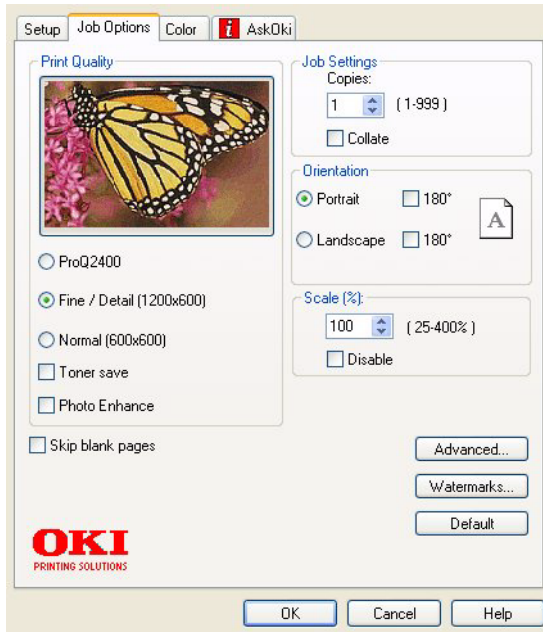 Setup Job Options Color i AskOki
Print Quality
ProQ2400
Fine / Detail (1200x600)
Normal (600x600)
Toner save
Photo Enhance
Skip blank pages
Job Settings
Copies:
1 (1-999)
Collate
Orientation
Portrait 180°
Landscape 180°
A
Scale (%):
100 (25-400%)
Disable
Advanced...
Watermarks...
Default
OKI
PRINTING SOLUTIONS
OK Cancel Help